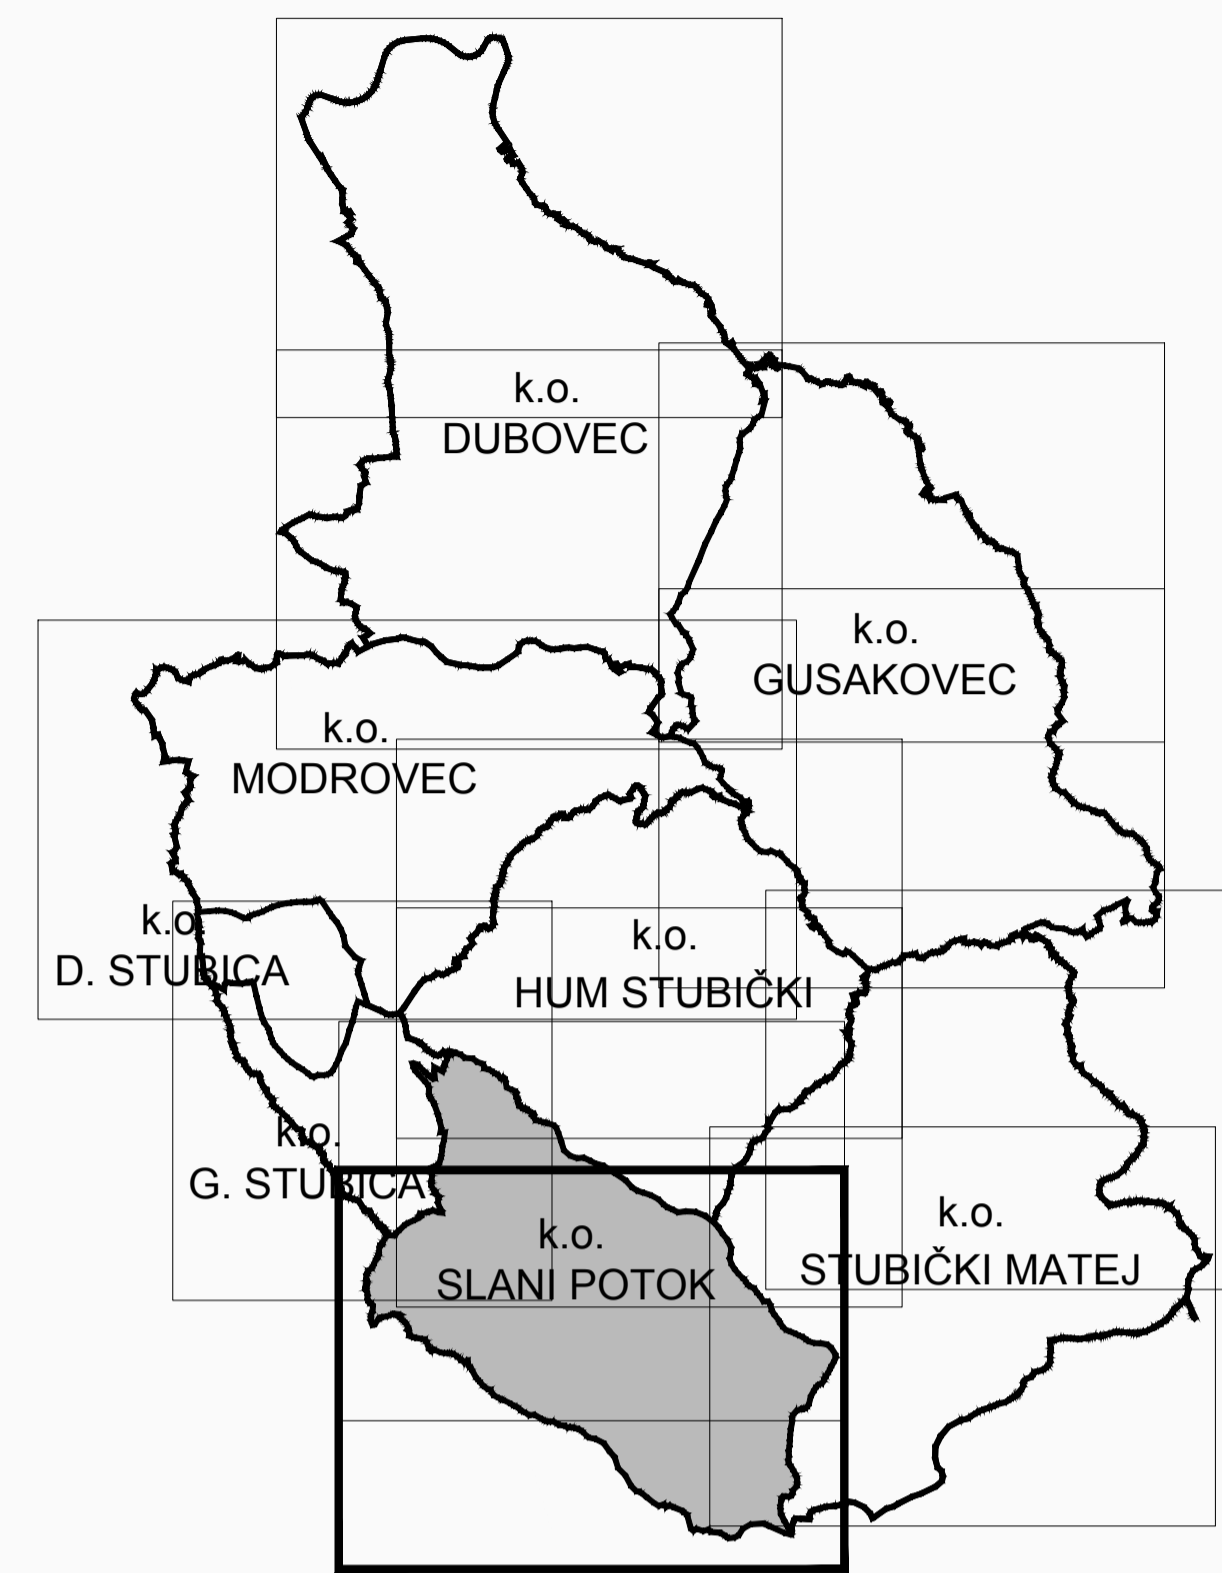 k.o.
DUBOVEC
k.o.
GUSAKOVEC
k.o.
MODROVEC
k.o.
D. STUBICA
k.o.
HUM STUBIČKI
k.o.
G. STUBICA
k.o.
SLANI POTOK
k.o.
STUBIČKI MATEJ